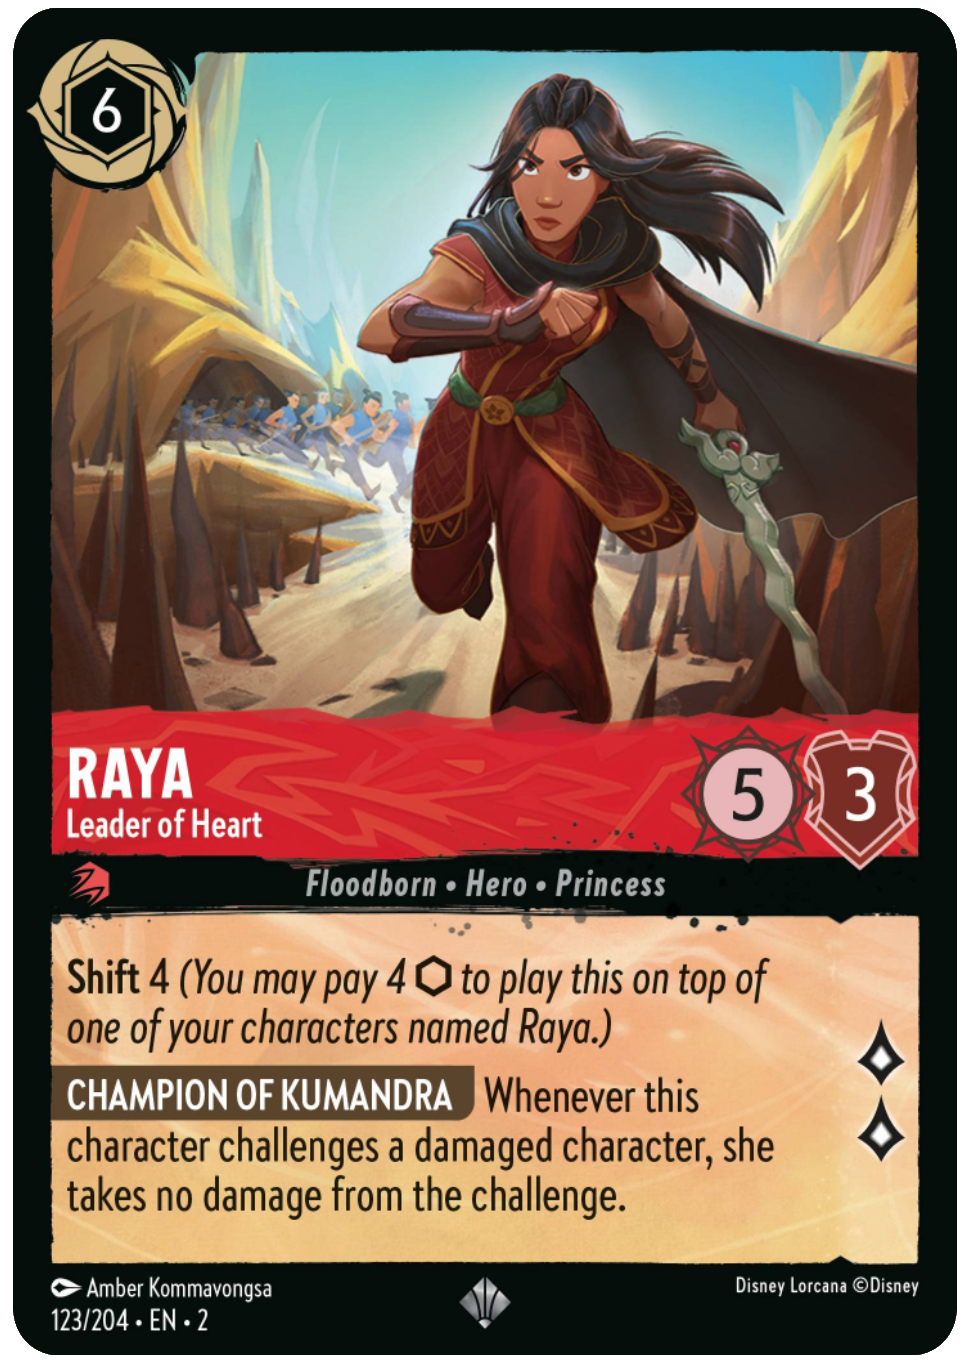 6
RAYA
Leader of Heart
5
3
Floodborn • Hero • Princess
Shift 4 (You may pay 4 ⬡ to play this on top of
one of your characters named Raya.)
CHAMPION OF KUMANDRA Whenever this
character challenges a damaged character, she
takes no damage from the challenge.
Amber Kommavongsa
Disney Lorcana ©Disney
123/204 • EN • 2